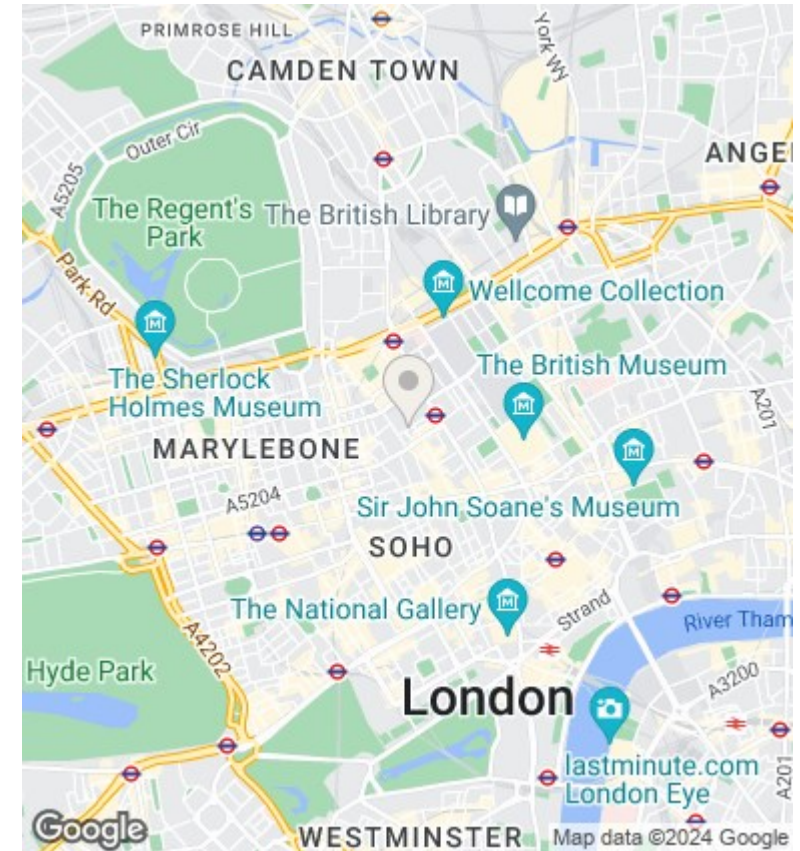 PRIMROSE HILL
York Wy
CAMDEN TOWN
Outer Cir
A5205
ANGE
The Regent's
Park
The British Library
Park Rd
Wellcome Collection
The Sherlock
Holmes Museum
The British Museum
A201
MARYLEBONE
A5204
Sir John Soane's Museum
SOHO
The National Gallery
Strand
River Tham
A4202
Hyde Park
A3200
London
lastminute.com
London Eye
A201
Google
WESTMINSTER
Map data ©2024 Google